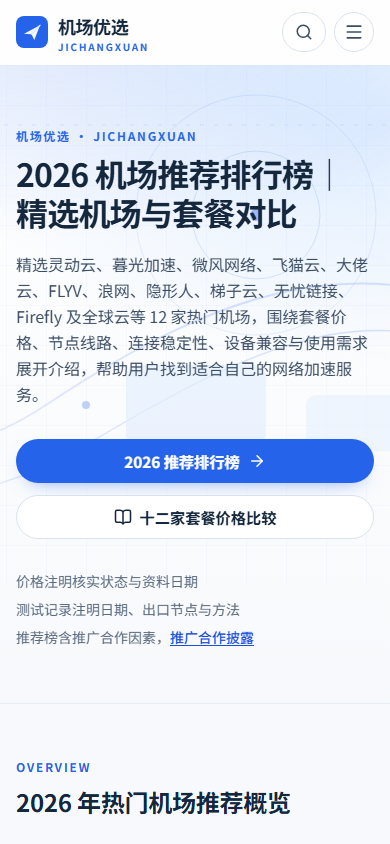 机场优选
JICHANGXUAN
机场优选 • JICHANGXUAN
2026 机场推荐排行榜｜
精选机场与套餐对比
精选灵动云、暮光加速、微风网络、飞猫云、大佬
云、FLYV、浪网、隐形人、梯子云、无忧链接、
Firefly 及全球云等 12 家热门机场，围绕套餐价
格、节点线路、连接稳定性、设备兼容与使用需求
展开介绍，帮助用户找到适合自己的网络加速服
务。
2026 推荐排行榜 →
十二家套餐价格比较
价格注明核实状态与资料日期
测试记录注明日期、出口节点与方法
推荐榜含推广合作因素，推广合作披露
OVERVIEW
2026 年热门机场推荐概览